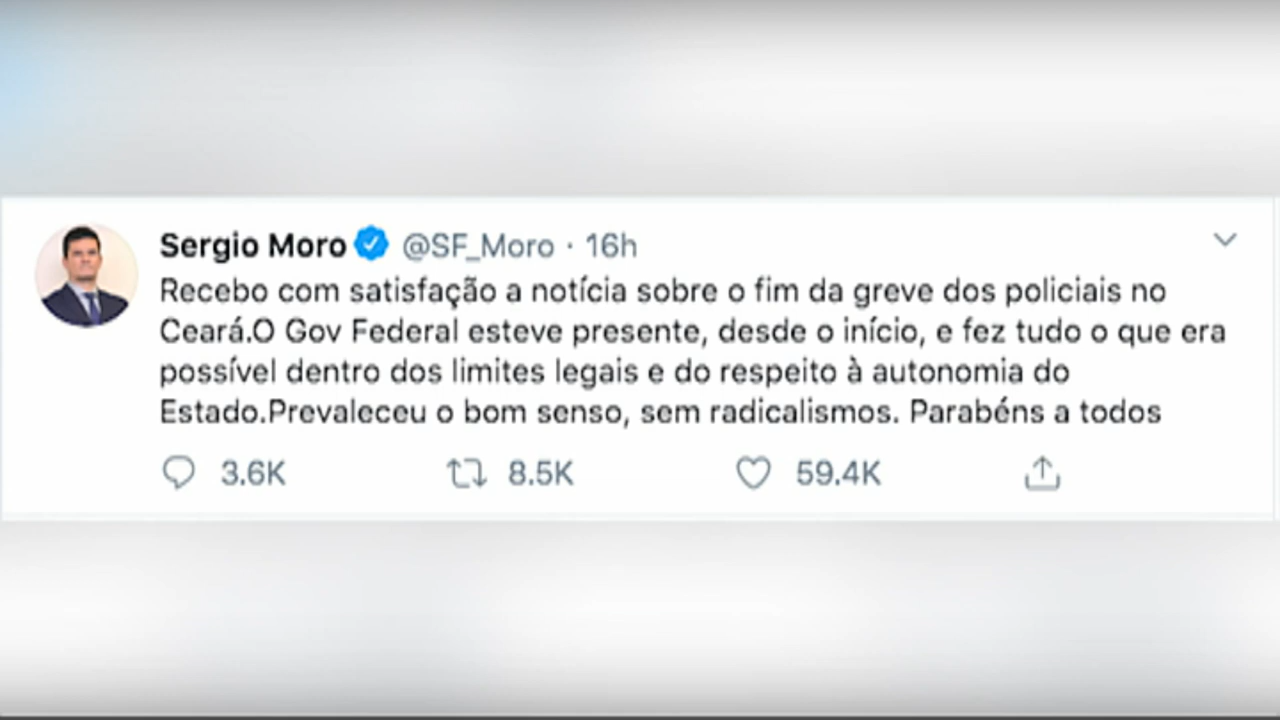 Sergio Moro @SF_Moro · 16h
Recebo com satisfação a notícia sobre o fim da greve dos policiais no
Ceará.O Gov Federal esteve presente, desde o início, e fez tudo o que era
possível dentro dos limites legais e do respeito à autonomia do
Estado.Prevaleceu o bom senso, sem radicalismos. Parabéns a todos
3.6K 8.5K 59.4K